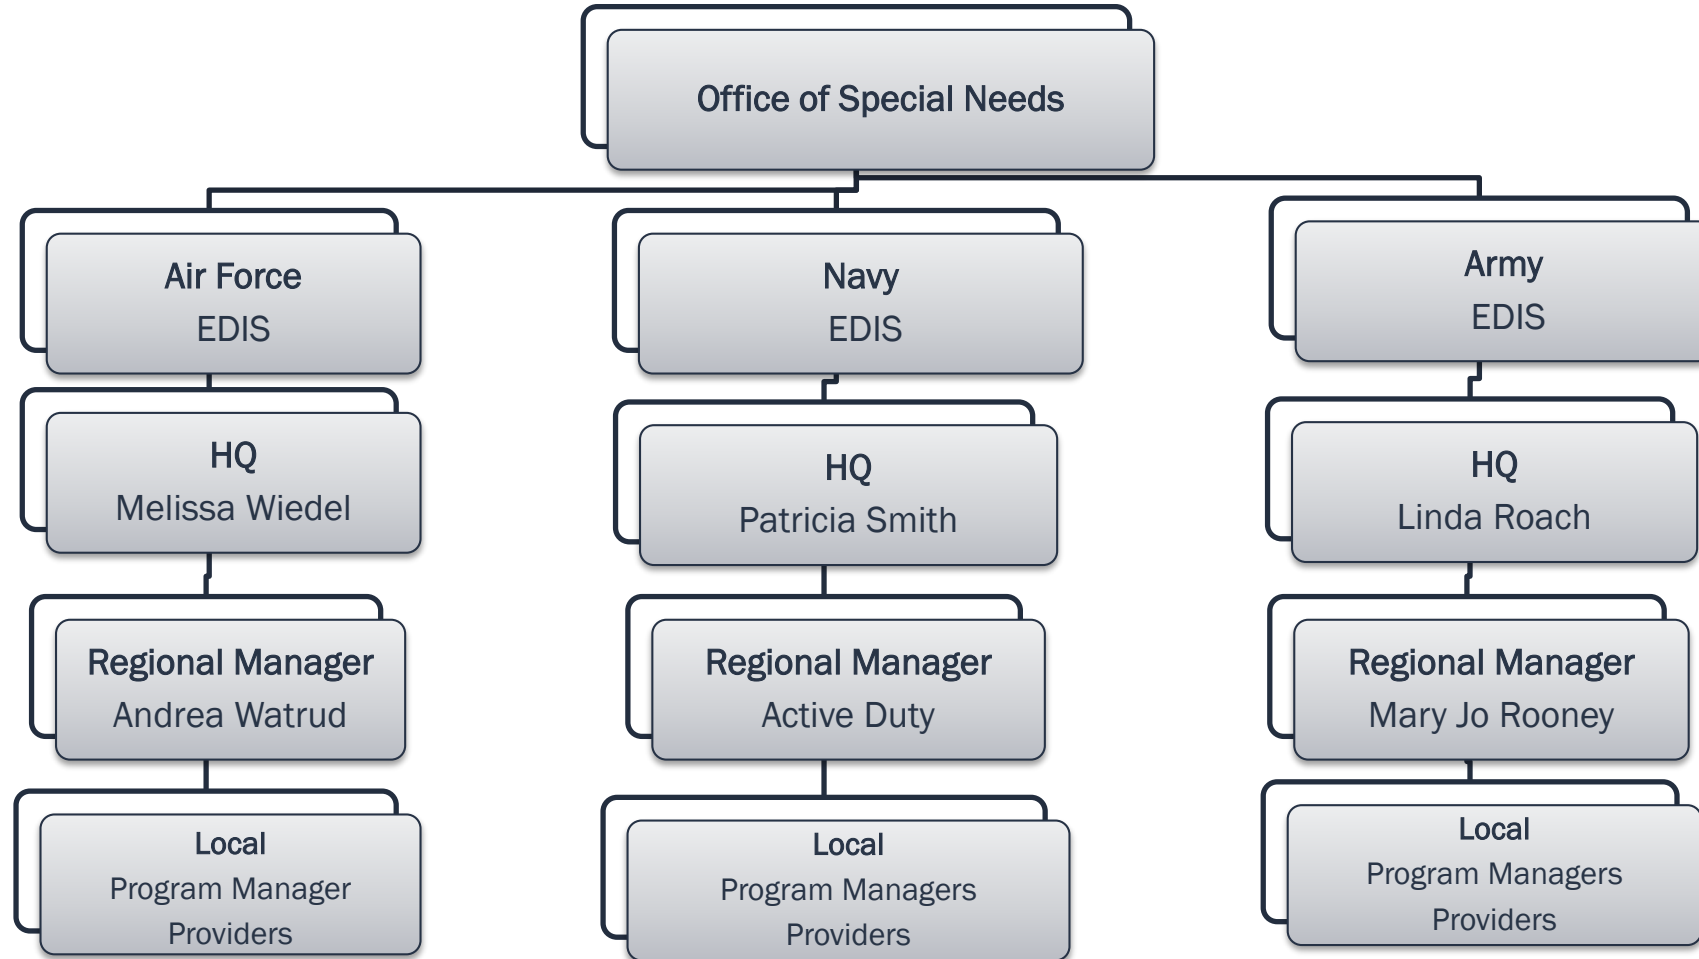 Office of Special Needs
Air Force
EDIS
Navy
EDIS
Army
EDIS
HQ
Melissa Wiedel
HQ
Patricia Smith
HQ
Linda Roach
Regional Manager
Andrea Watrud
Regional Manager
Active Duty
Regional Manager
Mary Jo Rooney
Local
Program Manager
Providers
Local
Program Managers
Providers
Local
Program Managers
Providers